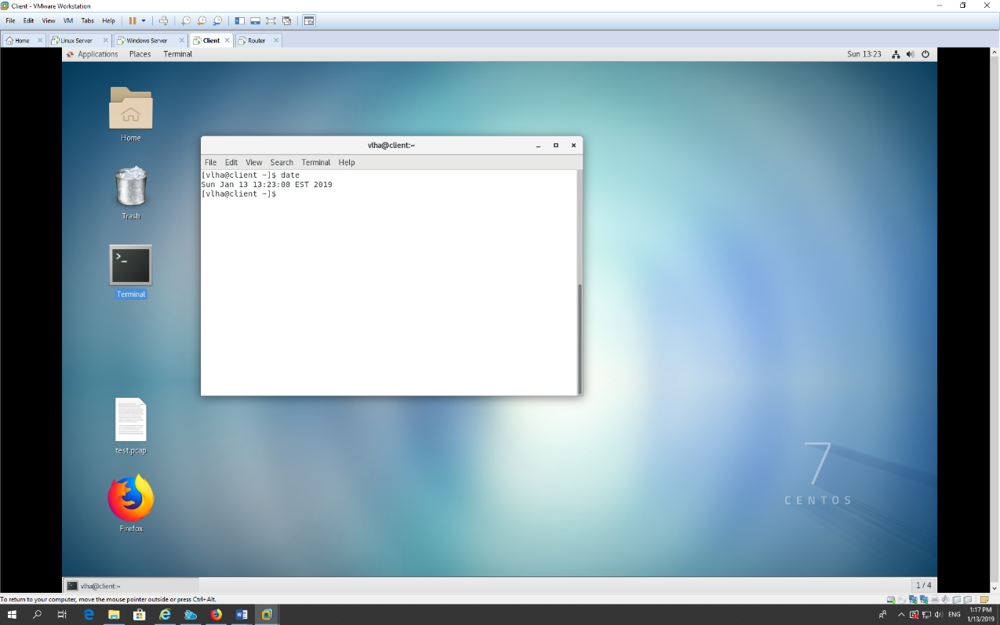 Client - VMware Workstation
File Edit View VM Tabs Help
Home Linux Server Windows Server Client Router
Applications Places Terminal Sun 13:23
Home
Trash
Terminal
test.pcap
Firefox
vlha@client:~
File Edit View Search Terminal Help
[vlha@client ~]$ date
Sun Jan 13 13:23:08 EST 2019
[vlha@client ~]$
7
CENTOS
vlha@client:~ 1 / 4
To return to your computer, move the mouse pointer outside or press Ctrl+Alt.
ENG 1:17 PM
1/13/2019